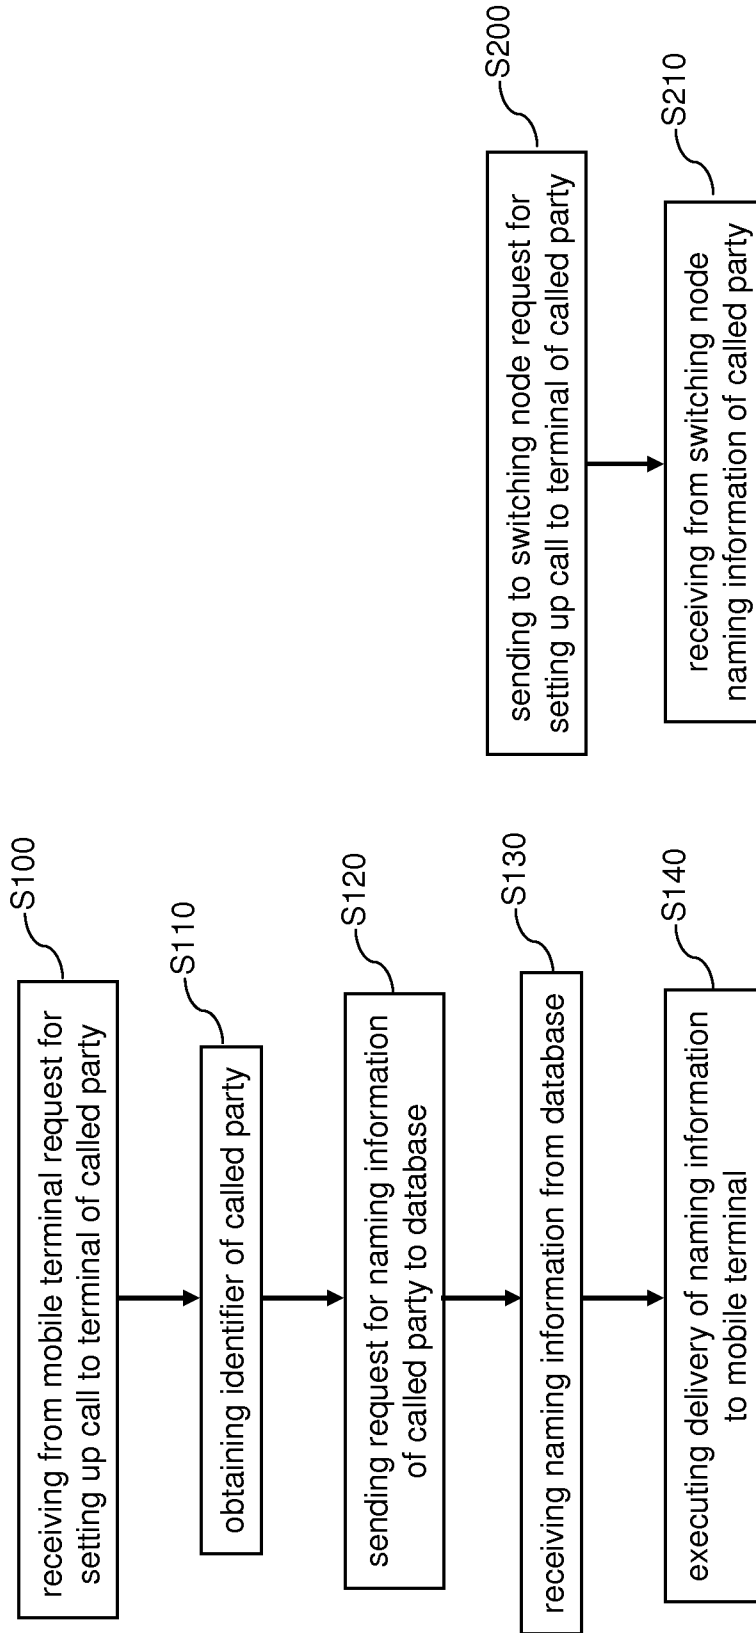 S100
receiving from mobile terminal request for
setting up call to terminal of called party
S110
obtaining identifier of called party
S120
sending request for naming information
of called party to database
S130
receiving naming information from database
S140
executing delivery of naming information
to mobile terminal
S200
sending to switching node request for
setting up call to terminal of called party
S210
receiving from switching node
naming information of called party